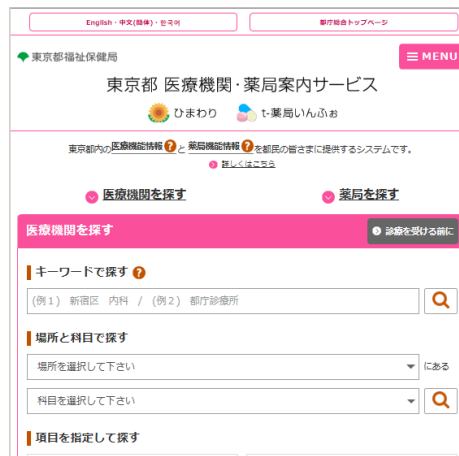 English・中文(簡体)・한국어
都庁総合トップページ
東京都福祉保健局
MENU
東京都 医療機関・薬局案内サービス
ひまわり
t-薬局いんふぉ
東京都内の医療機能情報?と 薬局機能情報?を都民の皆さまに提供するシステムです。
詳しくはこちら
医療機関を探す
薬局を探す
医療機関を探す
診療を受ける前に
キーワードで探す ?
(例1) 新宿区 内科 / (例2) 都庁診療所
場所と科目で探す
場所を選択して下さい
にある
科目を選択して下さい
項目を指定して探す